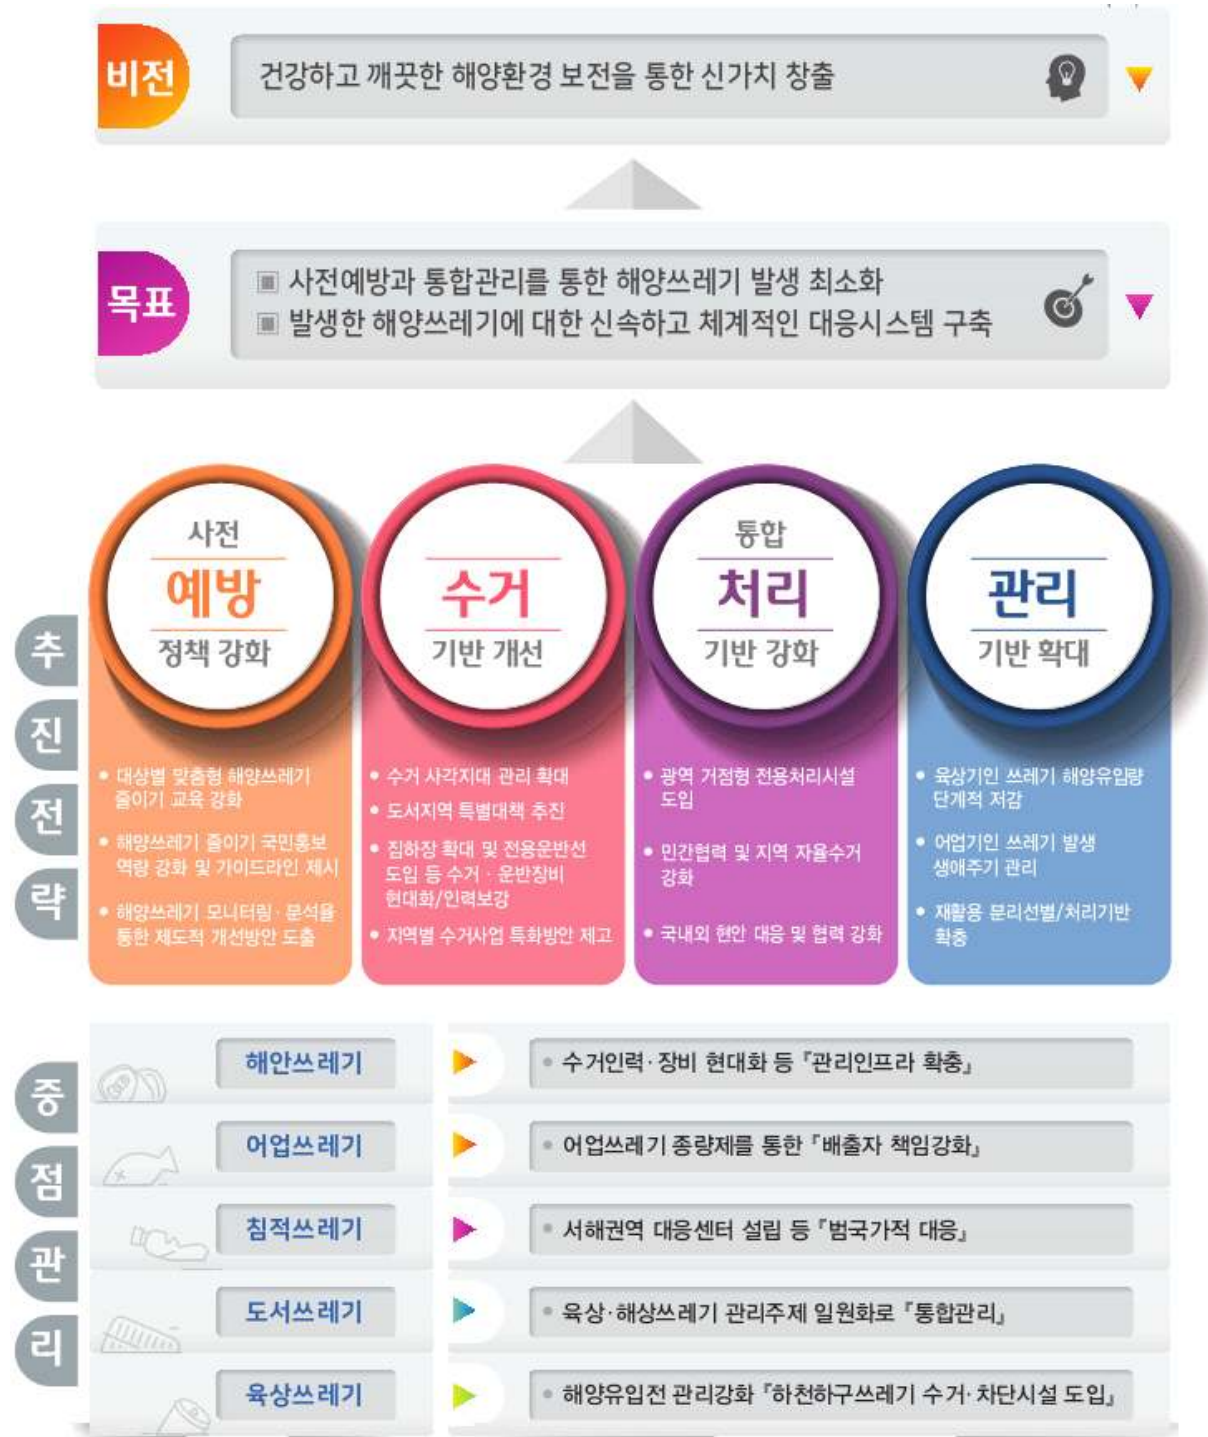 비전
건강하고 깨끗한 해양환경 보전을 통한 신가치 창출
목표
▣ 사전예방과 통합관리를 통한 해양쓰레기 발생 최소화
▣ 발생한 해양쓰레기에 대한 신속하고 체계적인 대응시스템 구축
추진전략
사전
예방
정책 강화
• 대상별 맞춤형 해양쓰레기
줄이기 교육 강화
• 해양쓰레기 줄이기 국민홍보
역량 강화 및 가이드라인 제시
• 해양쓰레기 모니터링·분석을
통한 제도적 개선방안 도출
수거
기반 개선
• 수거 사각지대 관리 확대
• 도서지역 특별대책 추진
• 집하장 확대 및 전용운반선
도입 등 수거·운반장비
현대화/인력보강
• 지역별 수거사업 특화방안 제고
통합
처리
기반 강화
• 광역 거점형 전용처리시설
도입
• 민간협력 및 지역 자율수거
강화
• 국내외 현안 대응 및 협력 강화
관리
기반 확대
• 육상기인 쓰레기 해양유입량
단계적 저감
• 어업기인 쓰레기 발생
생애주기 관리
• 재활용 분리선별/처리기반
확충
중점관리
해안쓰레기
• 수거인력·장비 현대화 등 『관리인프라 확충』
어업쓰레기
• 어업쓰레기 종량제를 통한 『배출자 책임강화』
침적쓰레기
• 서해권역 대응센터 설립 등 『범국가적 대응』
도서쓰레기
• 육상·해상쓰레기 관리주제 일원화로 『통합관리』
육상쓰레기
• 해양유입전 관리강화 『하천하구쓰레기 수거·차단시설 도입』